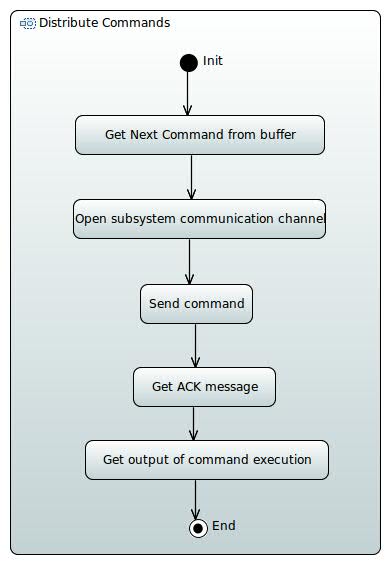 Distribute Commands
Init
Get Next Command from buffer
Open subsystem communication channel
Send command
Get ACK message
Get output of command execution
End